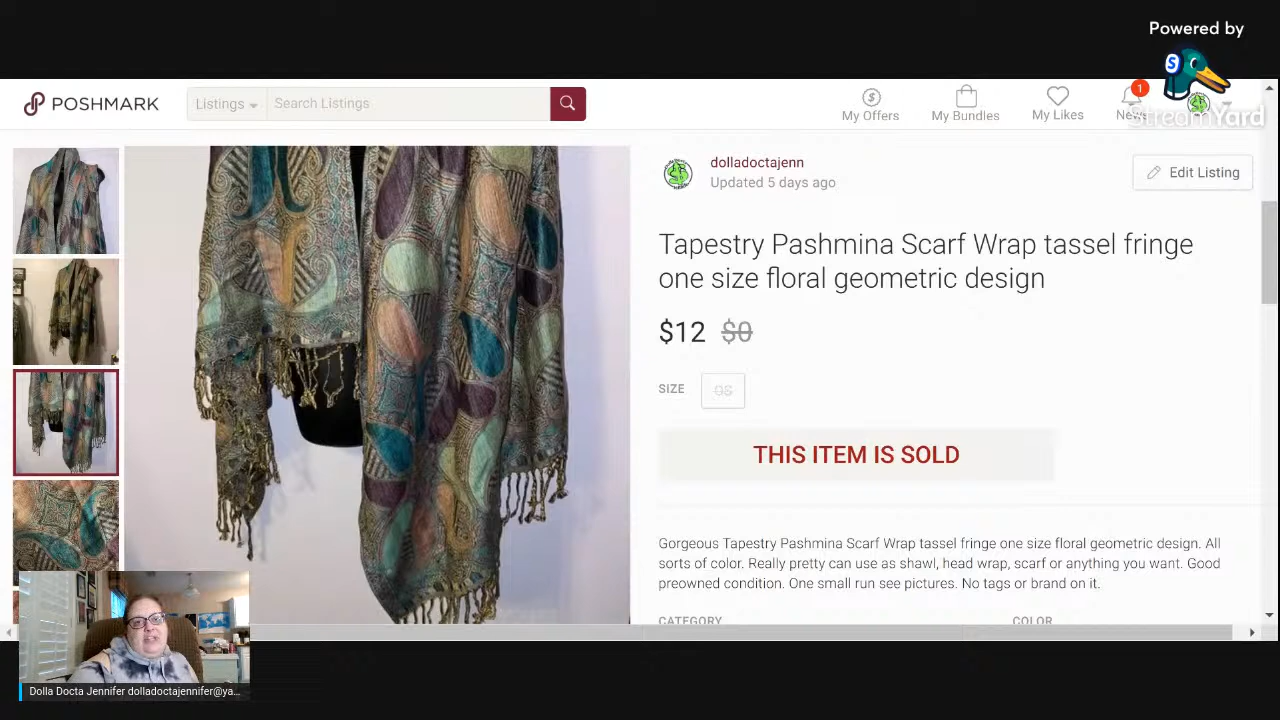 Powered by
POSHMARK
Listings
Search Listings
My Offers
My Bundles
My Likes
1
StreamYard
dolladoctajenn
Updated 5 days ago
Edit Listing
Tapestry Pashmina Scarf Wrap tassel fringe
one size floral geometric design
$12 $0
SIZE
OS
THIS ITEM IS SOLD
Gorgeous Tapestry Pashmina Scarf Wrap tassel fringe one size floral geometric design. All
sorts of color. Really pretty can use as shawl, head wrap, scarf or anything you want. Good
preowned condition. One small run see pictures. No tags or brand on it.
CATEGORY
COLOR
Dolla Docta Jennifer dolladoctajennifer@ya...